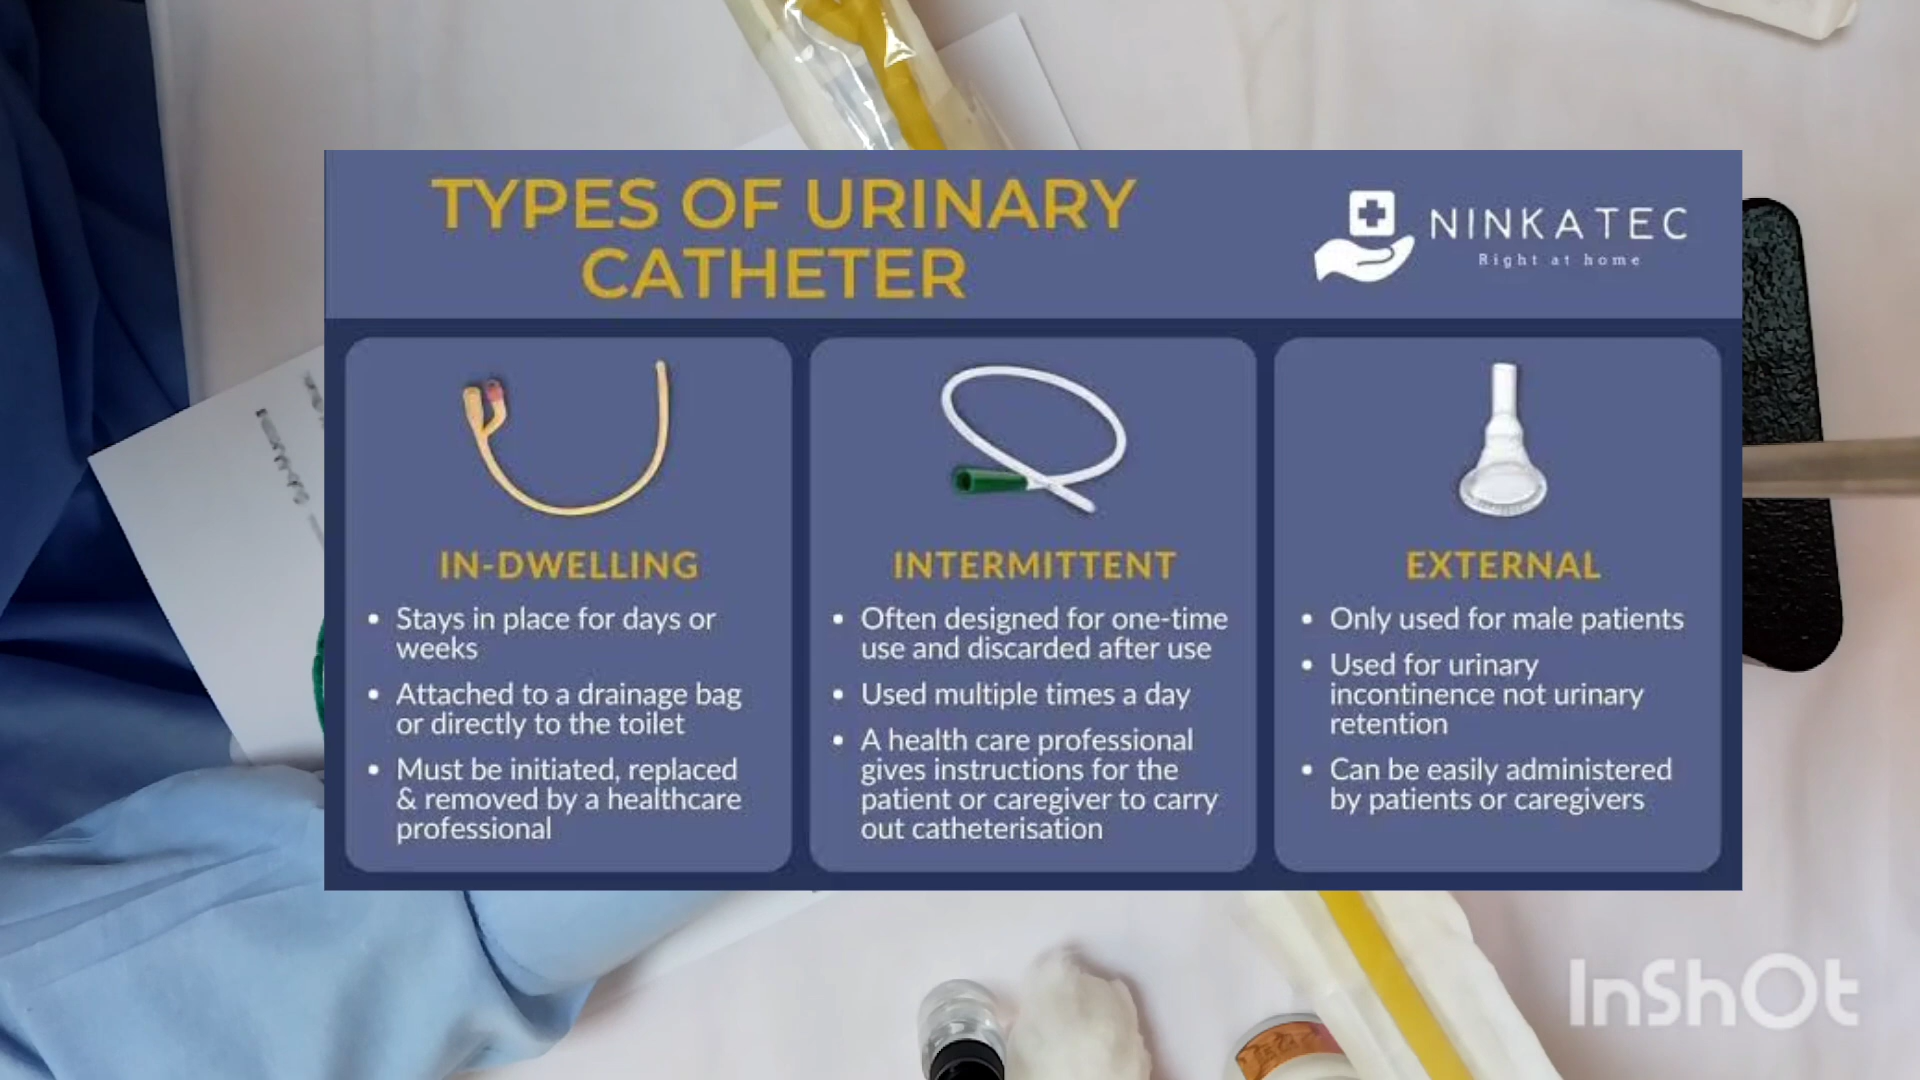 TYPES OF URINARY
CATHETER
NINKATEC
Right at home
IN-DWELLING
• Stays in place for days or
weeks
• Attached to a drainage bag
or directly to the toilet
• Must be initiated, replaced
& removed by a healthcare
professional
INTERMITTENT
• Often designed for one-time
use and discarded after use
• Used multiple times a day
• A health care professional
gives instructions for the
patient or caregiver to carry
out catheterisation
EXTERNAL
• Only used for male patients
• Used for urinary
incontinence not urinary
retention
• Can be easily administered
by patients or caregivers
InShOt